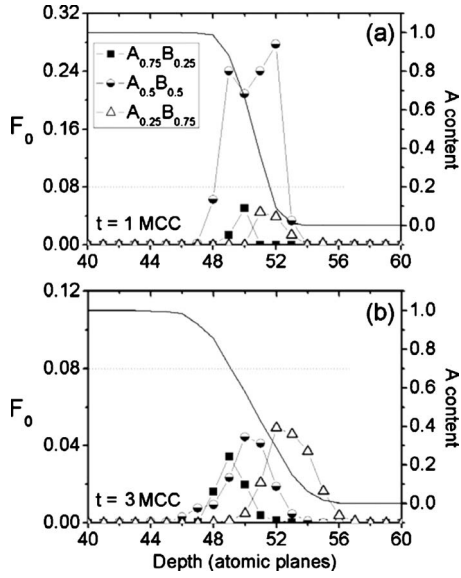 0.32
(a)
1.0
A₀.₇₅B₀.₂₅
A₀.₅B₀.₅
A₀.₂₅B₀.₇₅
0.24
0.8
0.6
F₀
0.16
A content
0.4
0.08
0.2
t = 1 MCC
0.00
0.0
40 44 48 52 56 60
0.12
(b)
1.0
0.08
0.8
0.6
F₀
A content
0.04
0.4
0.2
t = 3 MCC
0.0
0.00
40 44 48 52 56 60
Depth (atomic planes)